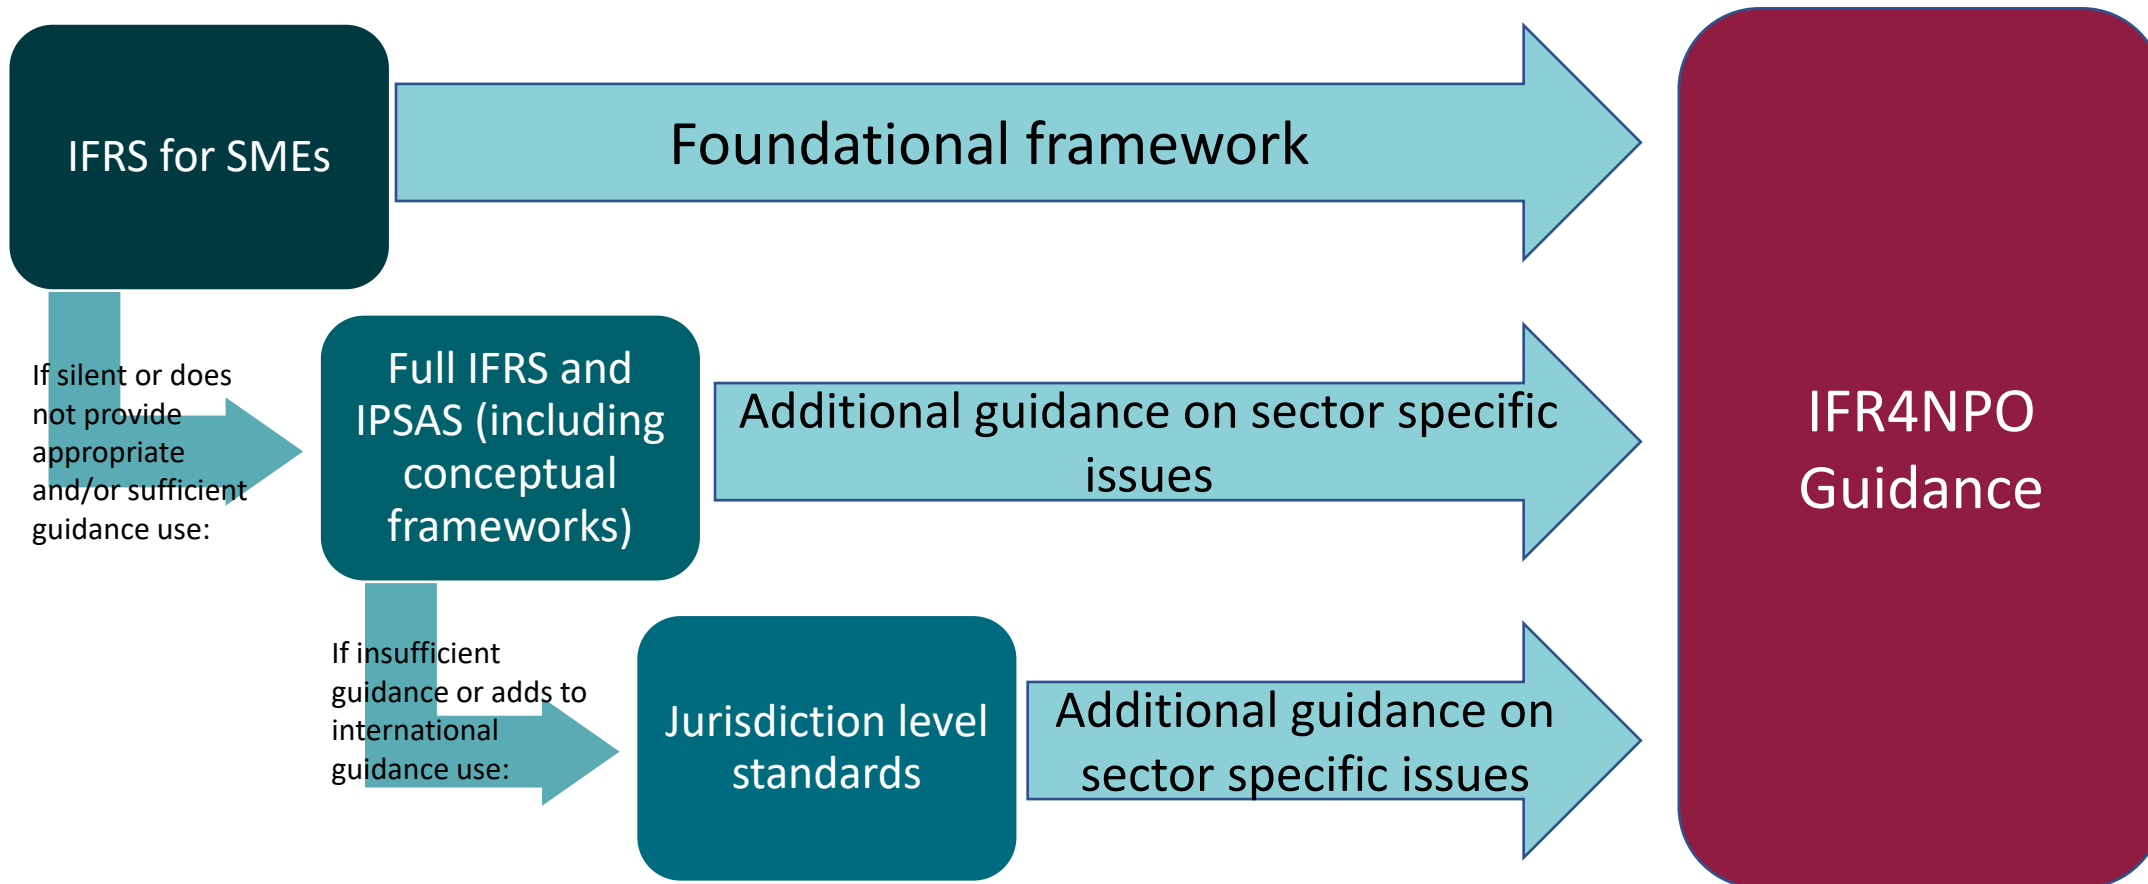 IFRS for SMEs
Foundational framework
If silent or does
not provide
appropriate
and/or sufficient
guidance use:
Full IFRS and
IPSAS (including
conceptual
frameworks)
Additional guidance on sector specific
issues
If insufficient
guidance or adds to
international
guidance use:
Jurisdiction level
standards
Additional guidance on
sector specific issues
IFR4NPO
Guidance